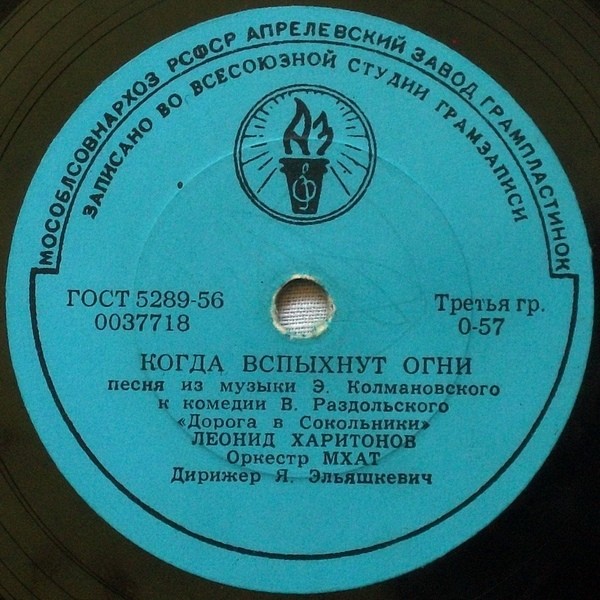 МОСОБЛСОВНАРХОЗ РСФСР АПРЕЛЕВСКИЙ ЗАВОД ГРАМПЛАСТИНОК
ЗАПИСАНО ВО ВСЕСОЮЗНОЙ СТУДИИ ГРАМЗАПИСИ
АЗ
ГОСТ 5289-56
0037718
Третья гр.
0-57
КОГДА ВСПЫХНУТ ОГНИ
песня из музыки Э. Колмановского
к комедии В. Раздольского
«Дорога в Сокольники»
ЛЕОНИД ХАРИТОНОВ
Оркестр МХАТ
Дирижер Я. Эльяшкевич